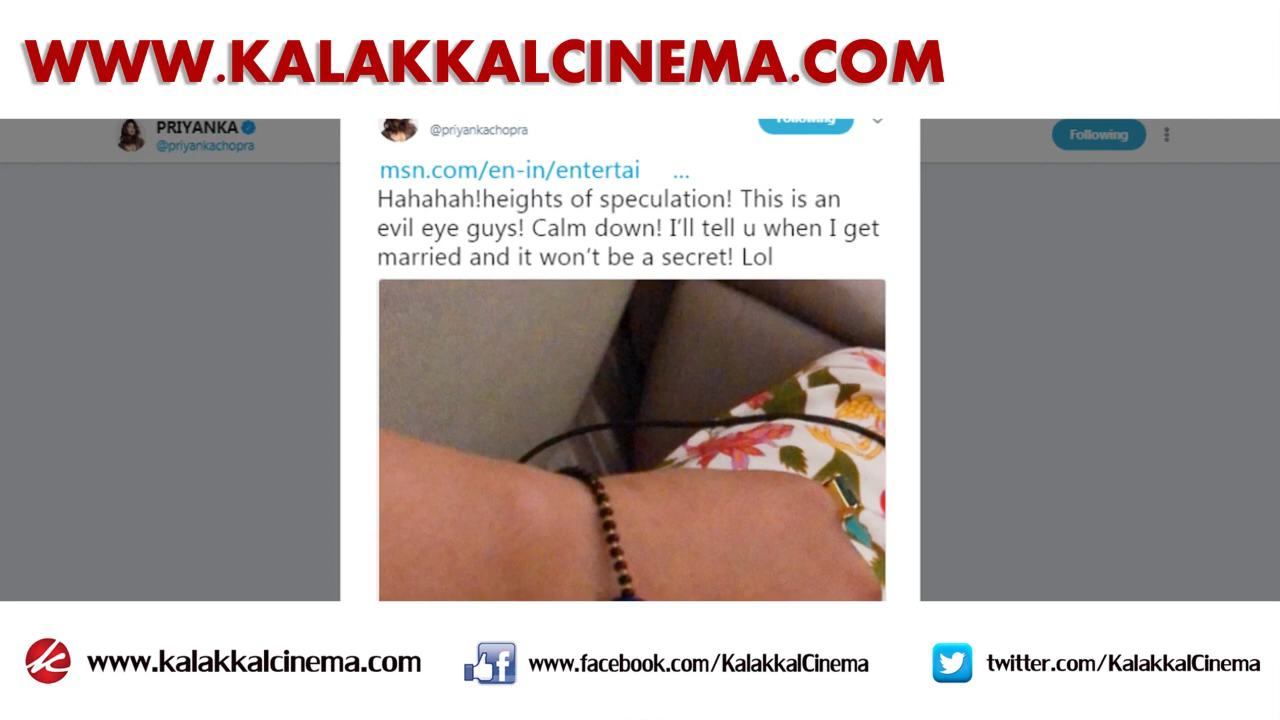 WWW.KALAKKALCINEMA.COM
PRIYANKA
@priyankachopra
@priyankachopra
Following
Following
msn.com/en-in/entertai ...
Hahahah!heights of speculation! This is an
evil eye guys! Calm down! I'll tell u when I get
married and it won't be a secret! Lol
www.kalakkalcinema.com
www.facebook.com/KalakkalCinema
twitter.com/KalakkalCinema